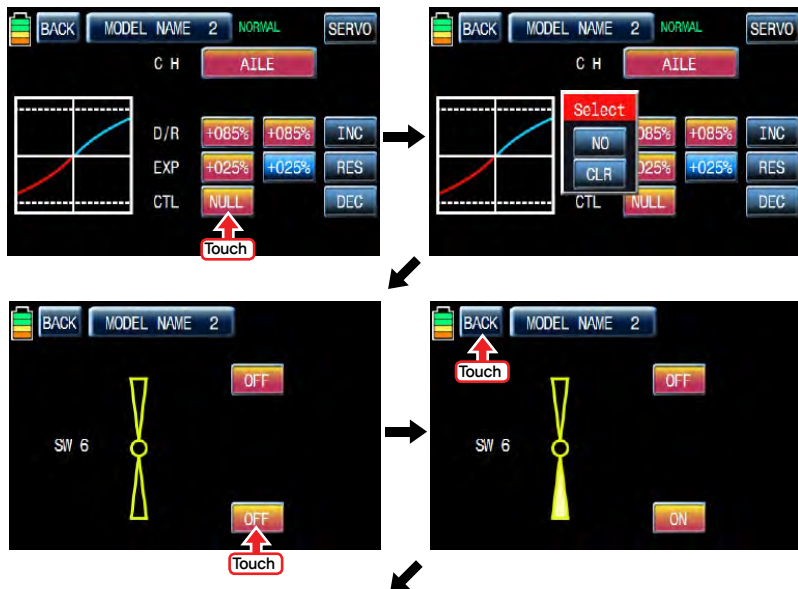 BACK MODEL NAME 2 NORMAL SERVO
C H AILE
D/R +085% +085% INC
EXP +025% +025% RES
CTL NULL DEC
Touch
BACK MODEL NAME 2 NORMAL SERVO
C H AILE
Select
NO
CLR
085% +085% INC
025% +025% RES
CTL NULL DEC
BACK MODEL NAME 2
OFF
SW 6
OFF
Touch
BACK MODEL NAME 2
Touch
OFF
SW 6
ON